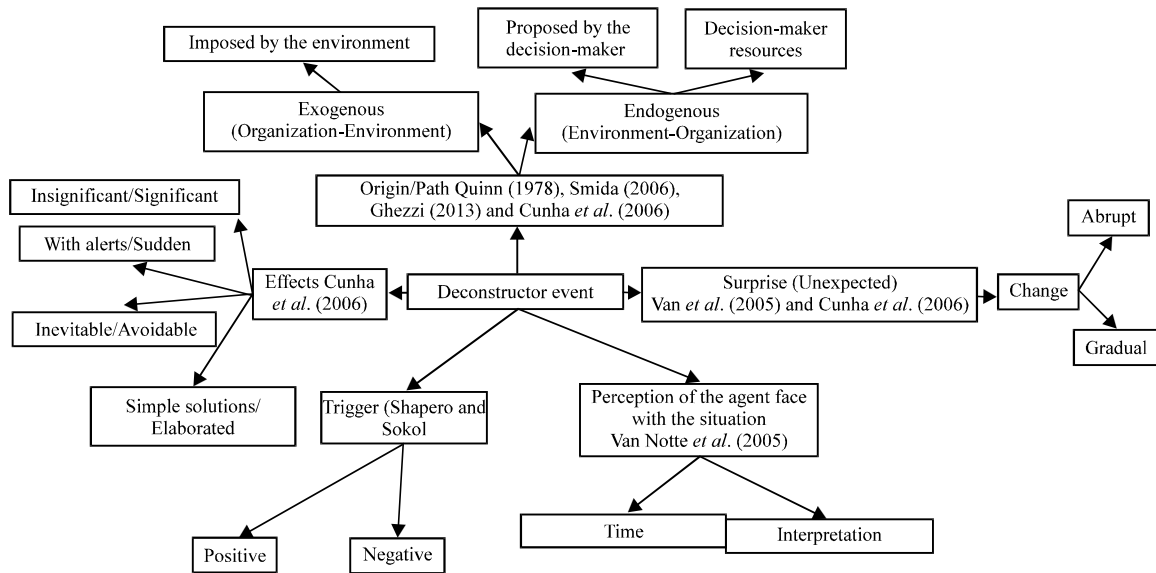 Imposed by the environment
Proposed by the
decision-maker
Decision-maker
resources
Exogenous
(Organization-Environment)
Endogenous
(Environment-Organization)
Origin/Path Quinn (1978), Smida (2006),
Ghezzi (2013) and Cunha et al. (2006)
Insignificant/Significant
With alerts/Sudden
Inevitable/Avoidable
Simple solutions/
Elaborated
Effects Cunha
et al. (2006)
Deconstructor event
Surprise (Unexpected)
Van et al. (2005) and Cunha et al. (2006)
Change
Abrupt
Gradual
Trigger (Shapero and
Sokol
Perception of the agent face
with the situation
Van Notte et al. (2005)
Positive
Negative
Time
Interpretation